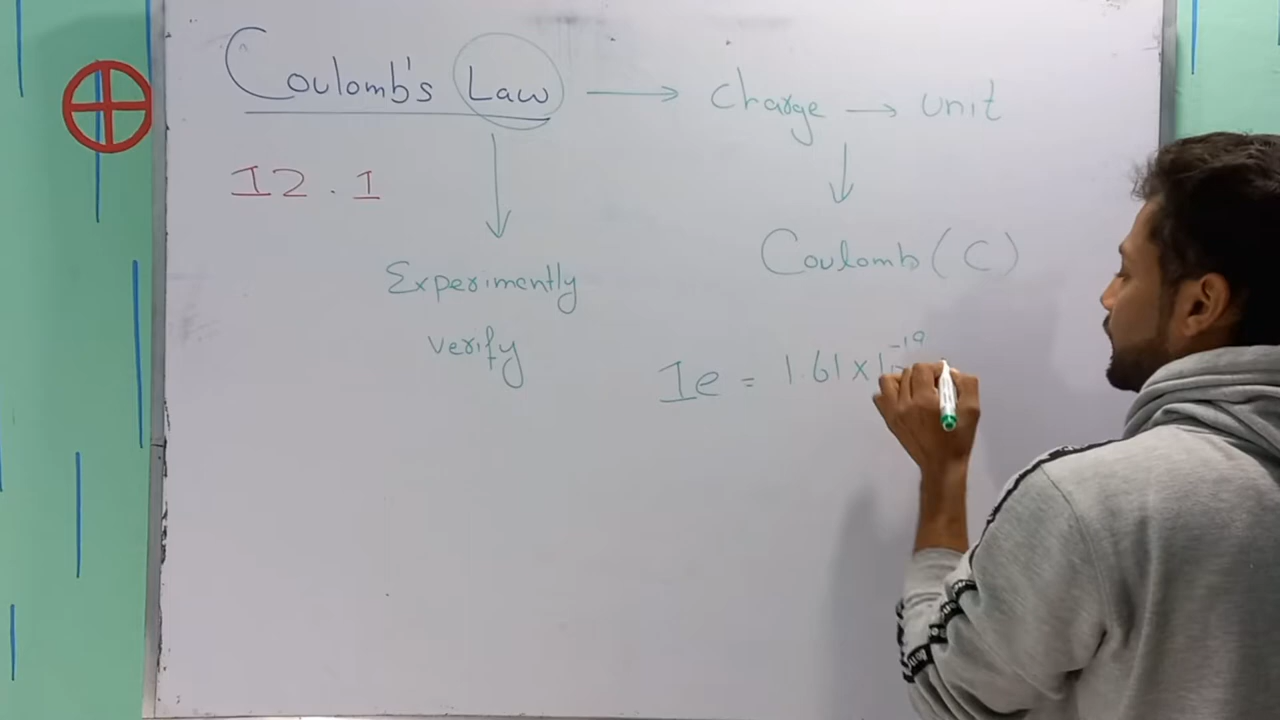 Coulomb's Law → Charge → unit
12.1
Coulomb (C)
Experimently
verify
1e = 1.61 x 10⁻¹⁹